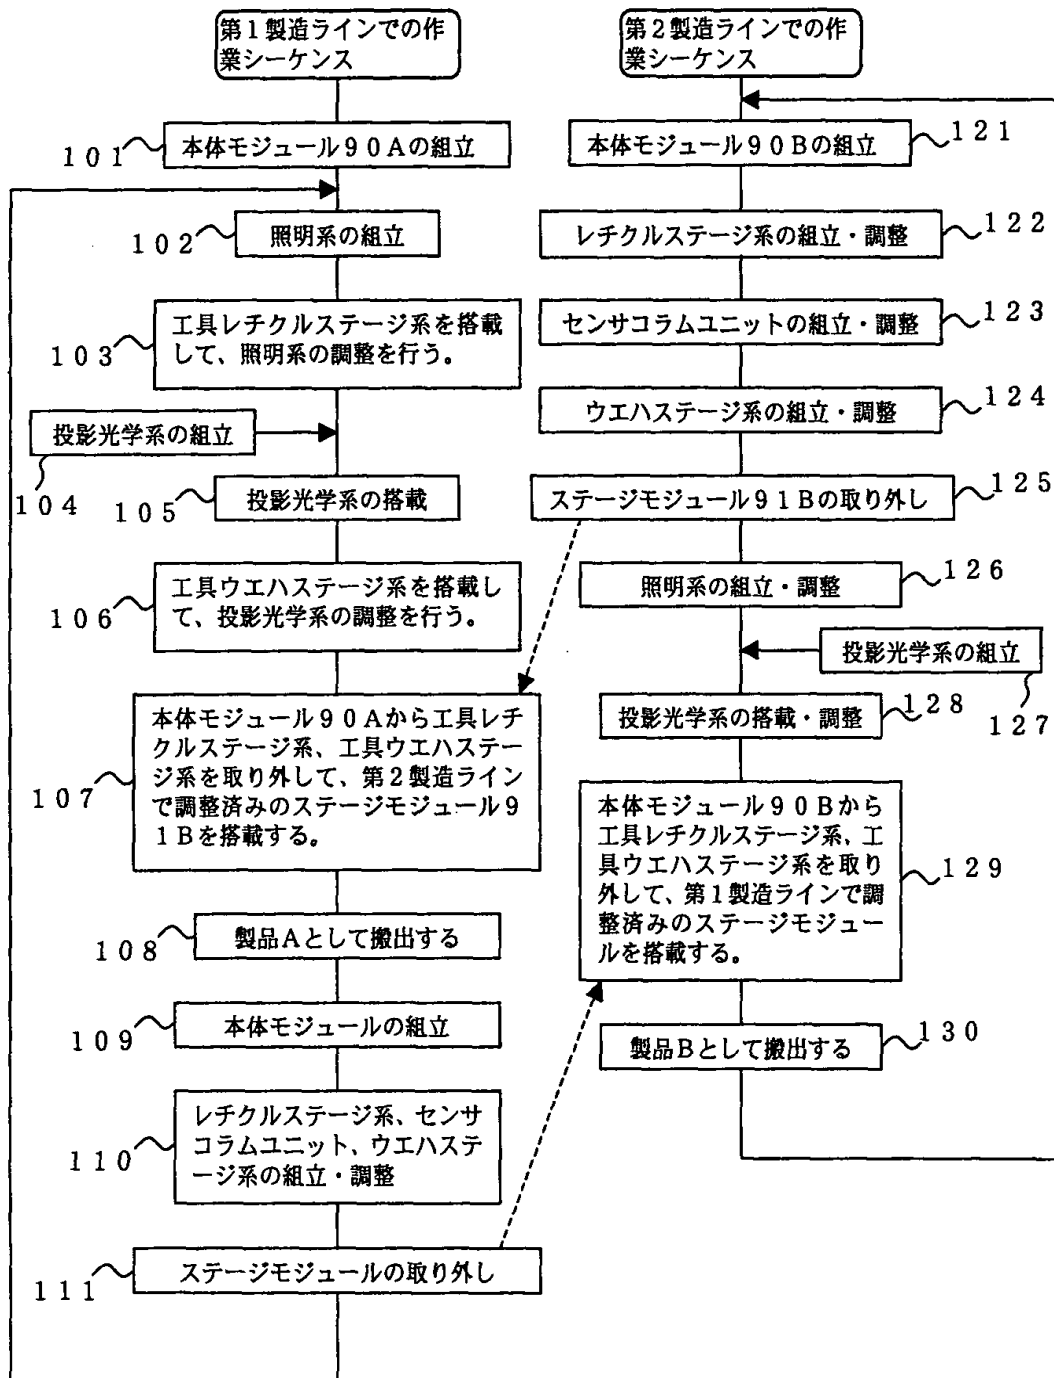 第1製造ラインでの作
業シーケンス
101
本体モジュール90Aの組立
102
照明系の組立
103
工具レチクルステージ系を搭載
して、照明系の調整を行う。
投影光学系の組立
104
105
投影光学系の搭載
106
工具ウエハステージ系を搭載し
て、投影光学系の調整を行う。
107
本体モジュール90Aから工具レ
チクルステージ系、工具ウエハステー
ジ系を取り外して、第2製造ライン
で調整済みのステージモジュール9
1Bを搭載する。
108
製品Aとして搬出する
109
本体モジュールの組立
110
レチクルステージ系、センサ
コラムユニット、ウエハステ
ージ系の組立・調整
111
ステージモジュールの取り外し
第2製造ラインでの作
業シーケンス
本体モジュール90Bの組立
121
レチクルステージ系の組立・調整
122
センサコラムユニットの組立・調整
123
ウエハステージ系の組立・調整
124
ステージモジュール91Bの取り外し
125
照明系の組立・調整
126
投影光学系の組立
127
投影光学系の搭載・調整
128
本体モジュール90Bから
工具レチクルステージ系、工
具ウエハステージ系を取り
外して、第1製造ラインで調
整済みのステージモジュー
ルを搭載する。
129
製品Bとして搬出する
130